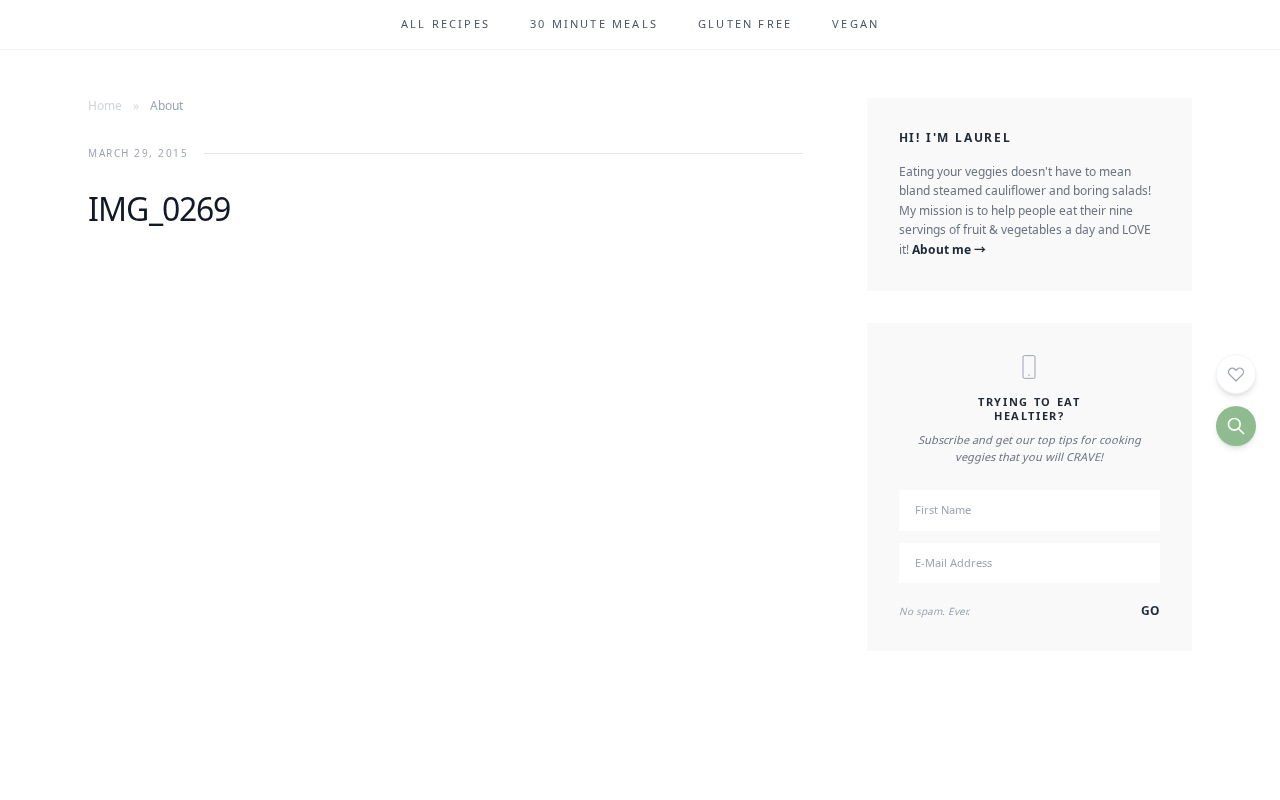 ALL RECIPES 30 MINUTE MEALS GLUTEN FREE VEGAN
Home » About
MARCH 29, 2015
IMG_0269
HI! I'M LAUREL
Eating your veggies doesn't have to mean
bland steamed cauliflower and boring salads!
My mission is to help people eat their nine
servings of fruit & vegetables a day and LOVE
it! About me →
TRYING TO EAT
HEALTIER?
Subscribe and get our top tips for cooking
veggies that you will CRAVE!
First Name
E-Mail Address
No spam. Ever. GO